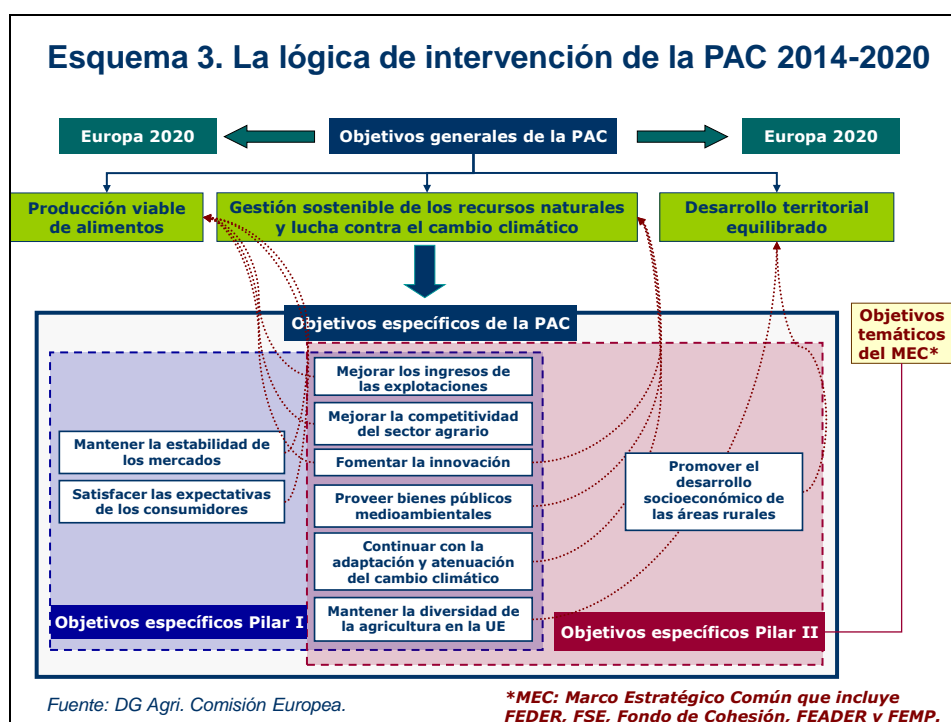 Esquema 3. La lógica de intervención de la PAC 2014-2020
Europa 2020
Objetivos generales de la PAC
Europa 2020
Producción viable
de alimentos
Gestión sostenible de los recursos naturales
y lucha contra el cambio climático
Desarrollo territorial
equilibrado
Objetivos específicos de la PAC
Objetivos
temáticos
del MEC*
Mejorar los ingresos de
las explotaciones
Mejorar la competitividad
del sector agrario
Mantener la estabilidad de
los mercados
Fomentar la innovación
Satisfacer las expectativas
de los consumidores
Proveer bienes públicos
medioambientales
Promover el
desarrollo
socioeconómico de
las áreas rurales
Continuar con la
adaptación y atenuación
del cambio climático
Mantener la diversidad de
la agricultura en la UE
Objetivos específicos Pilar I
Objetivos específicos Pilar II
Fuente: DG Agri. Comisión Europea.
*MEC: Marco Estratégico Común que incluye
FEDER, FSE, Fondo de Cohesión, FEADER y FEMP.